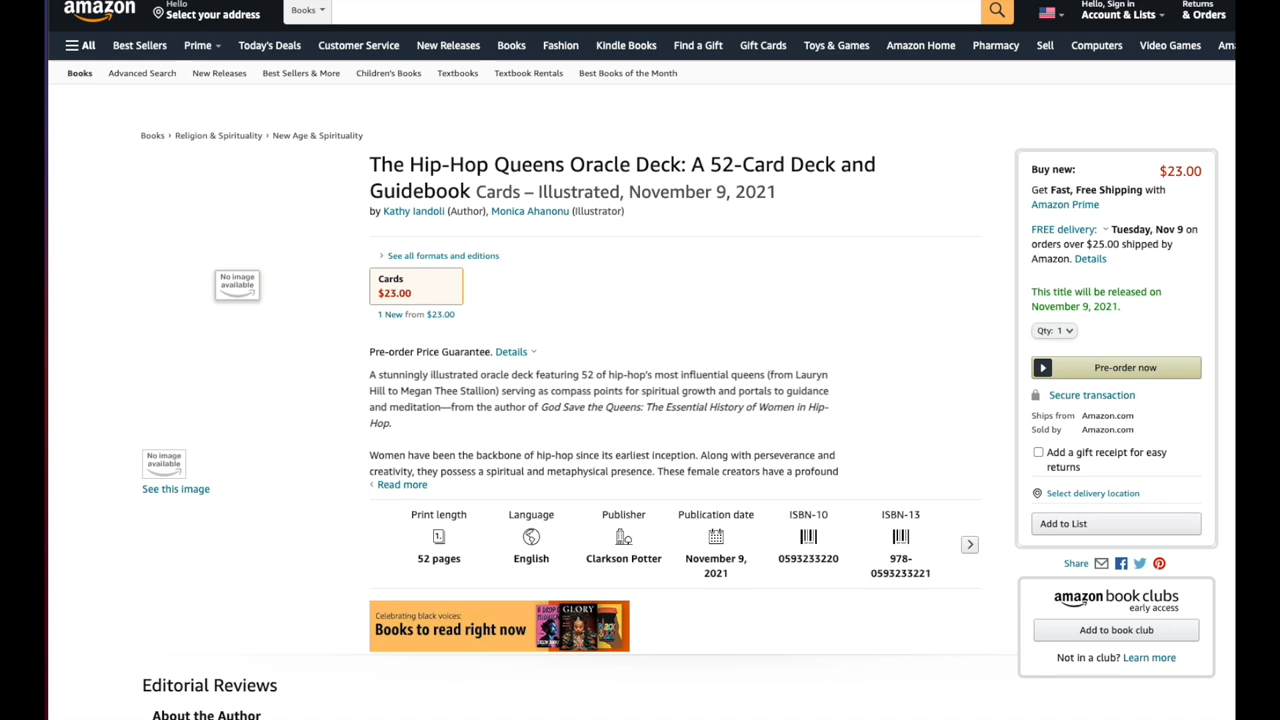 amazon
Hello
Select your address
Books
Hello, Sign in
Account & Lists
Returns
& Orders
All
Best Sellers
Prime
Today's Deals
Customer Service
New Releases
Books
Fashion
Kindle Books
Find a Gift
Gift Cards
Toys & Games
Amazon Home
Pharmacy
Sell
Computers
Video Games
Books
Advanced Search
New Releases
Best Sellers & More
Children's Books
Textbooks
Textbook Rentals
Best Books of the Month
Books › Religion & Spirituality › New Age & Spirituality
No image
available
No image
available
See this image
The Hip-Hop Queens Oracle Deck: A 52-Card Deck and
Guidebook Cards – Illustrated, November 9, 2021
by Kathy Iandoli (Author), Monica Ahanonu (Illustrator)
See all formats and editions
Cards
$23.00
1 New from $23.00
Pre-order Price Guarantee. Details
A stunningly illustrated oracle deck featuring 52 of hip-hop's most influential queens (from Lauryn
Hill to Megan Thee Stallion) serving as compass points for spiritual growth and portals to guidance
and meditation—from the author of God Save the Queens: The Essential History of Women in Hip-
Hop.
Women have been the backbone of hip-hop since its earliest inception. Along with perseverance and
creativity, they possess a spiritual and metaphysical presence. These female creators have a profound
Read more
Print length
52 pages
Language
English
Publisher
Clarkson Potter
Publication date
November 9,
2021
ISBN-10
0593233220
ISBN-13
978-
0593233221
Celebrating black voices:
Books to read right now
GLORY
Buy new:
$23.00
Get Fast, Free Shipping with
Amazon Prime
FREE delivery: Tuesday, Nov 9 on
orders over $25.00 shipped by
Amazon. Details
This title will be released on
November 9, 2021.
Qty: 1
Pre-order now
Secure transaction
Ships from Amazon.com
Sold by Amazon.com
Add a gift receipt for easy
returns
Select delivery location
Add to List
Share
amazon book clubs
early access
Add to book club
Not in a club? Learn more
Editorial Reviews
About the Author